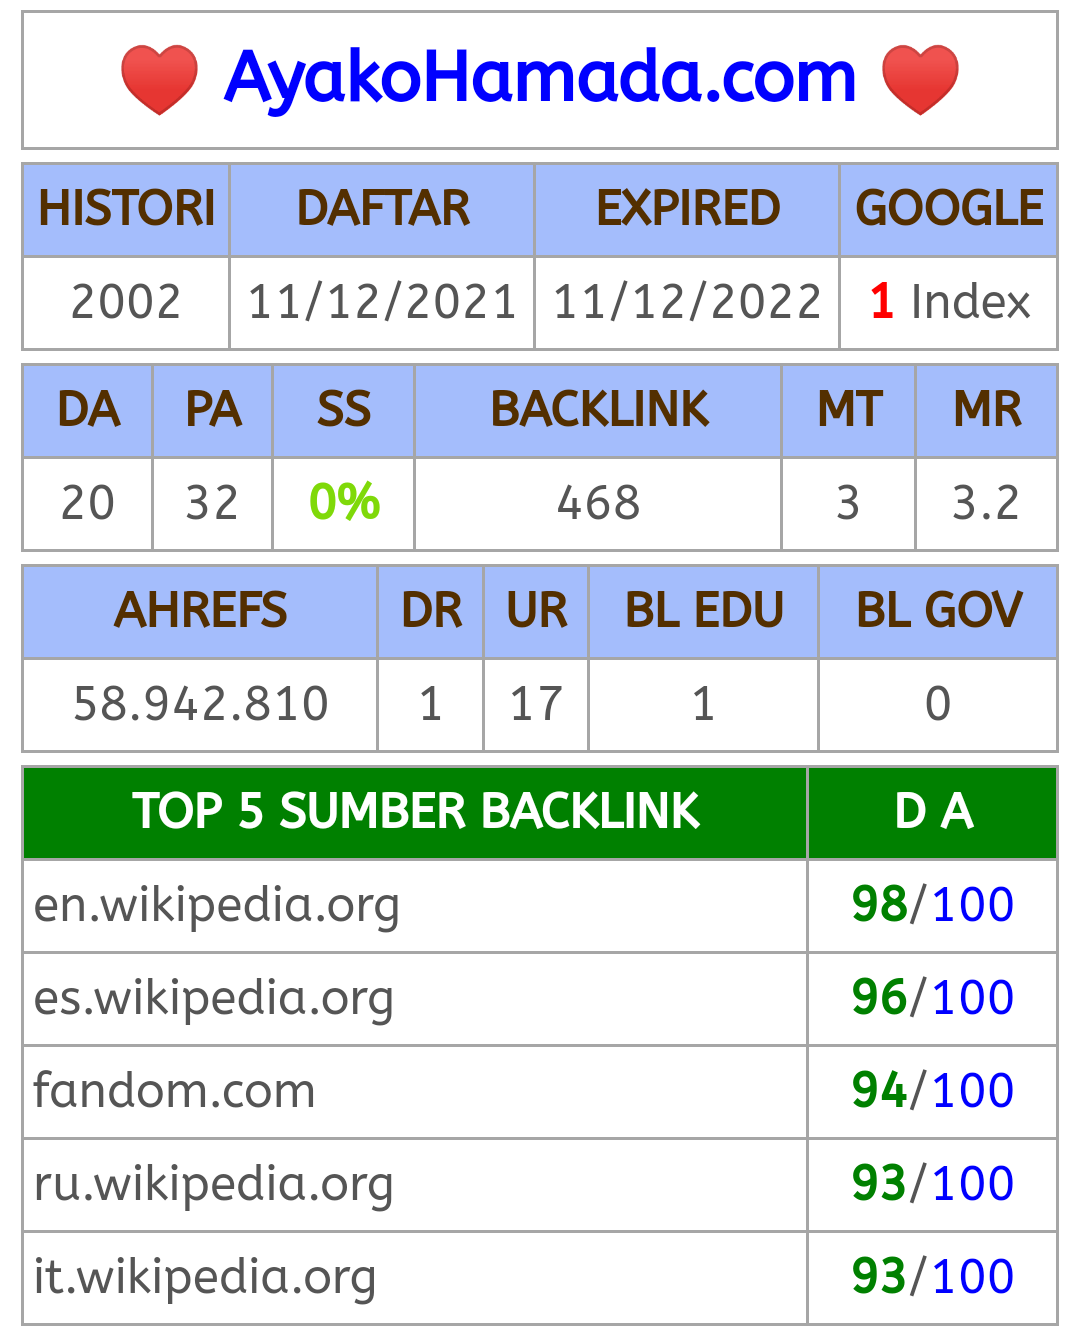 ❤️ AyakoHamada.com ❤️
HISTORI DAFTAR EXPIRED GOOGLE
2002 11/12/2021 11/12/2022 1 Index
DA PA SS BACKLINK MT MR
20 32 0% 468 3 3.2
AHREFS DR UR BL EDU BL GOV
58.942.810 1 17 1 0
TOP 5 SUMBER BACKLINK D A
en.wikipedia.org 98/100
es.wikipedia.org 96/100
fandom.com 94/100
ru.wikipedia.org 93/100
it.wikipedia.org 93/100